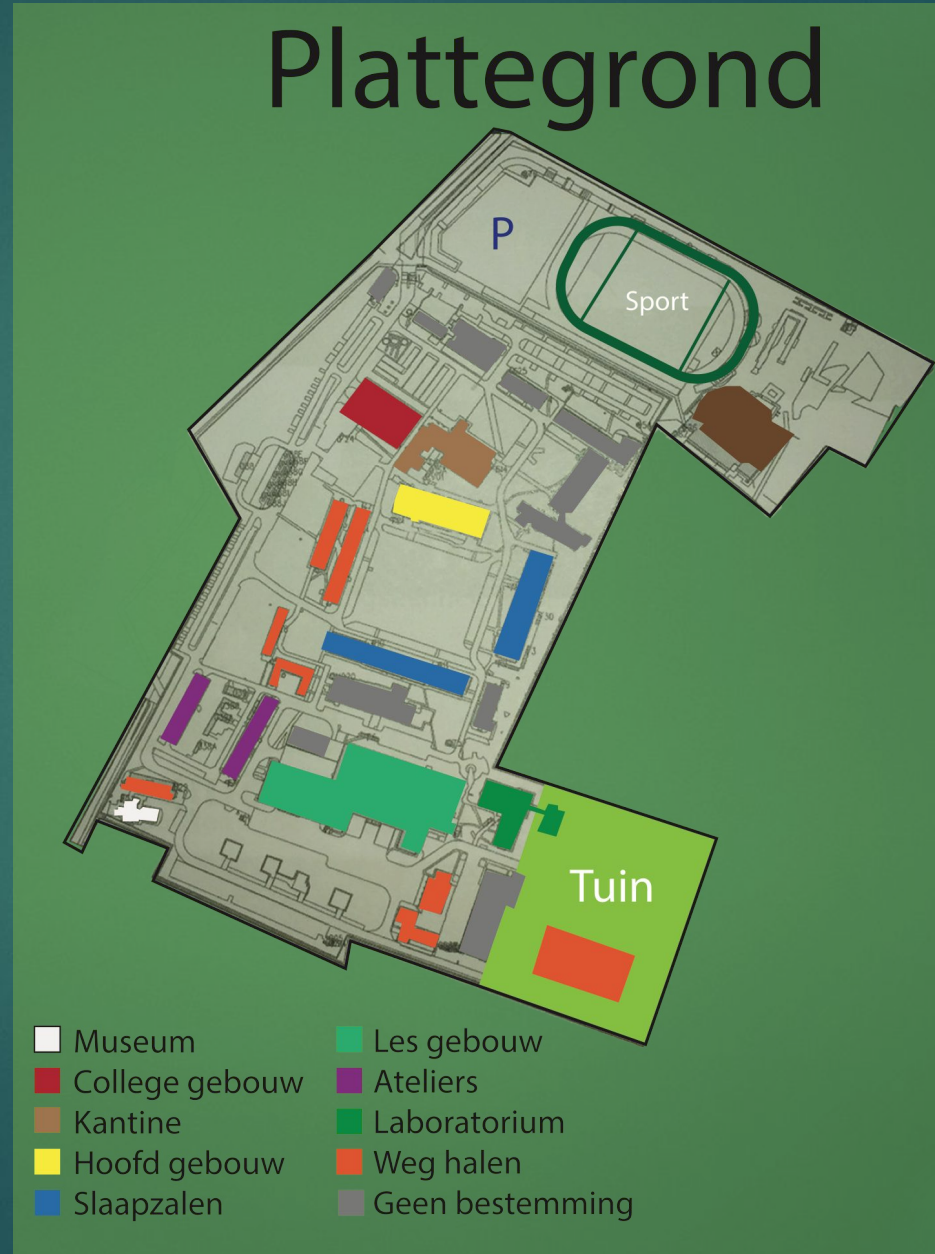 Plattegrond
P
Sport
Tuin
Museum
College gebouw
Kantine
Hoofd gebouw
Slaapzalen
Les gebouw
Ateliers
Laboratorium
Weg halen
Geen bestemming